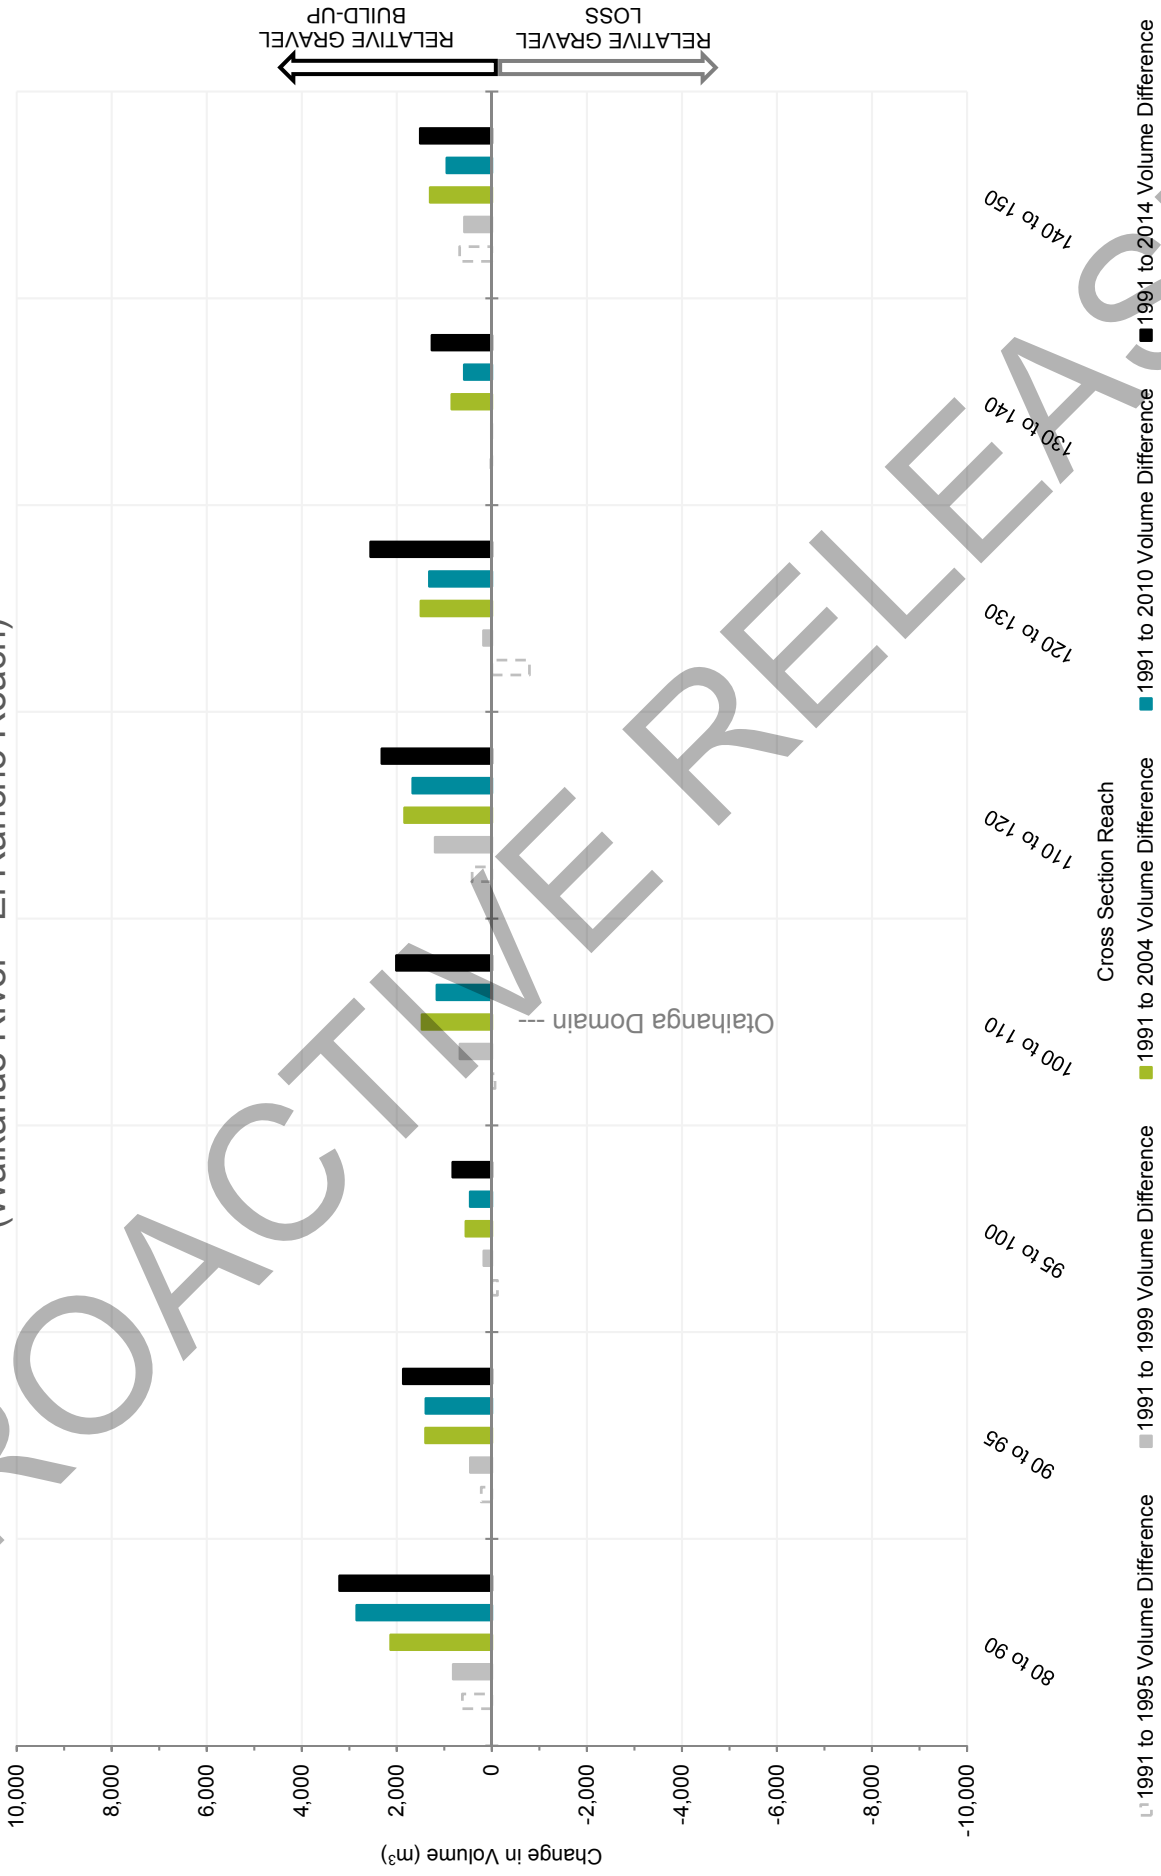 (Waikanae River - El Rancho Reach)
10,000
8,000
6,000
4,000
2,000
0
-2,000
-4,000
-6,000
-8,000
-10,000
Change in Volume (m³)
80 to 90
90 to 95
95 to 100
100 to 110
110 to 120
120 to 130
130 to 140
140 to 150
Cross Section Reach
Otaihanga Domain
RELATIVE GRAVEL
BUILD-UP
RELATIVE GRAVEL
LOSS
1991 to 1995 Volume Difference
1991 to 1999 Volume Difference
1991 to 2004 Volume Difference
1991 to 2010 Volume Difference
1991 to 2014 Volume Difference
ROACTIVE RELEAS